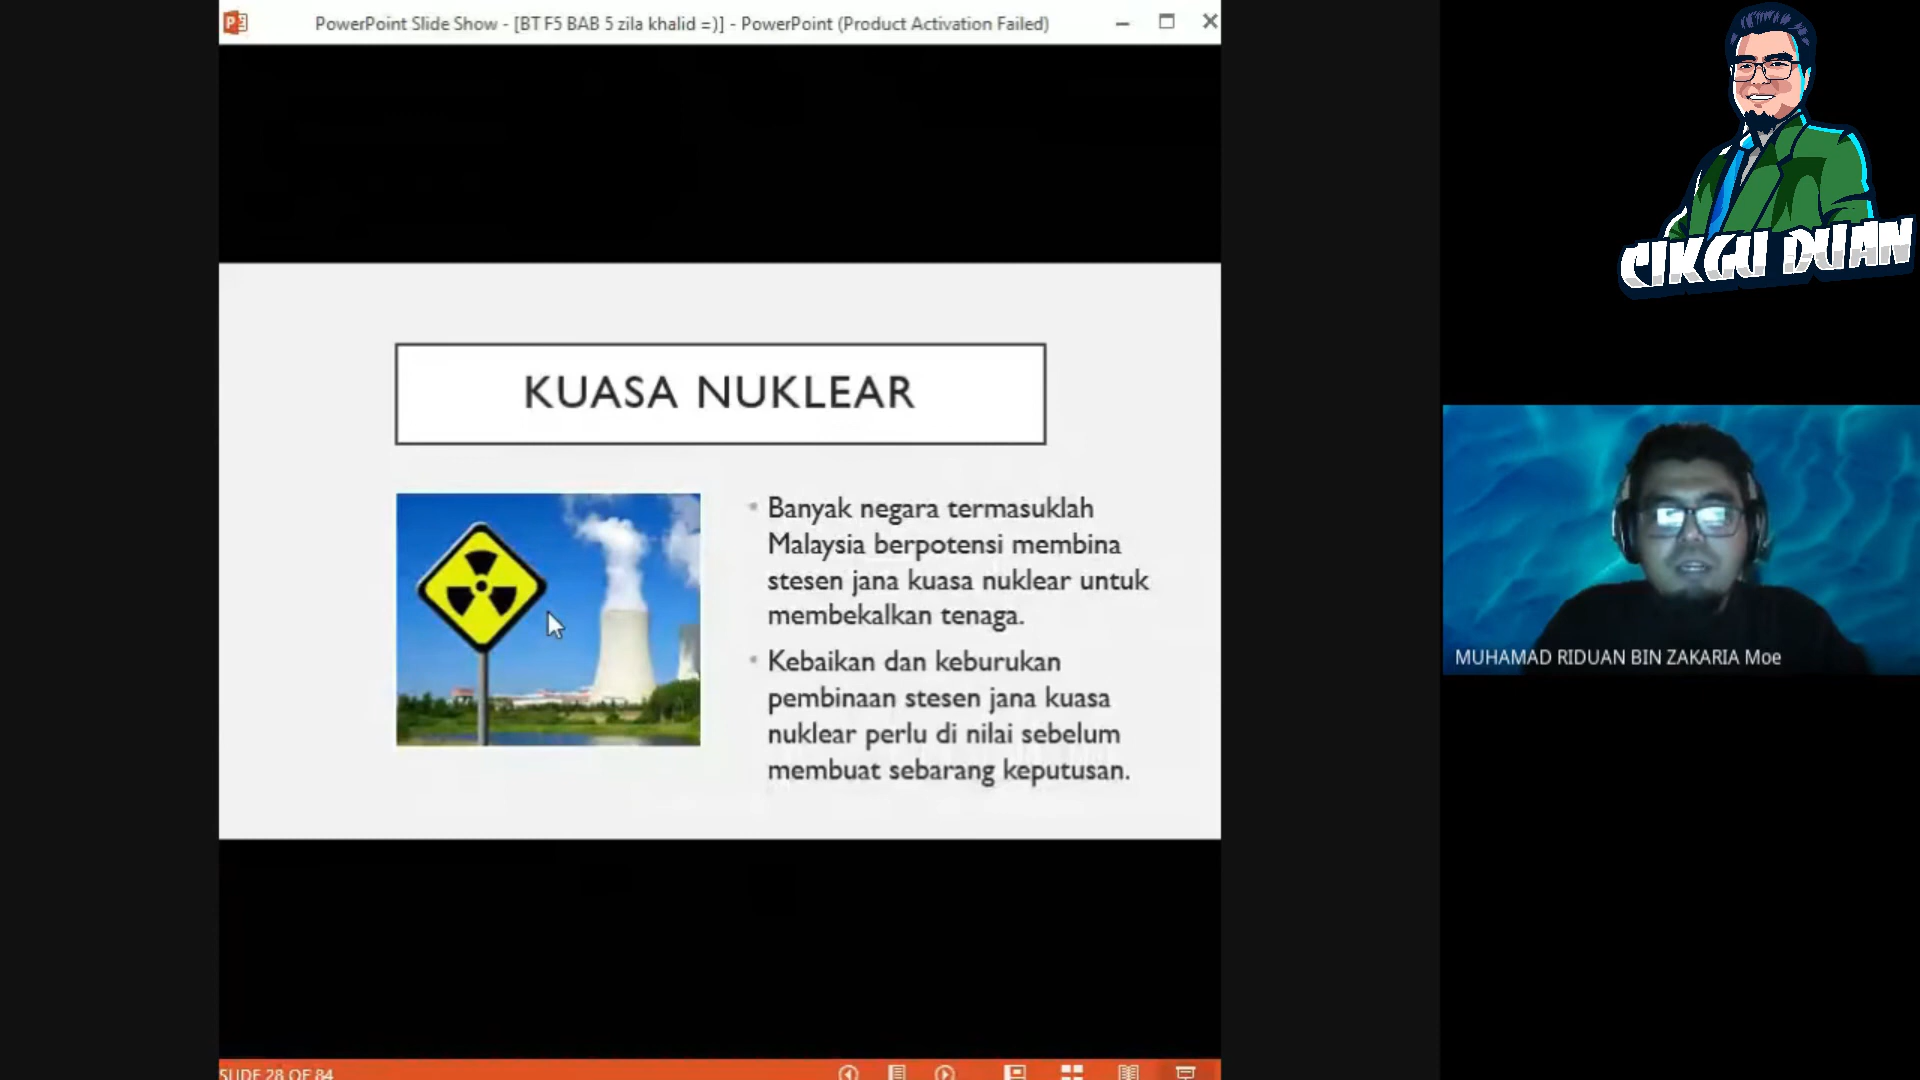 PowerPoint Slide Show - [BT F5 BAB 5 zila khalid =)] - PowerPoint (Product Activation Failed)
CIKGU DUAN
KUASA NUKLEAR
Banyak negara termasuklah
Malaysia berpotensi membina
stesen jana kuasa nuklear untuk
membekalkan tenaga.
Kebaikan dan keburukan
pembinaan stesen jana kuasa
nuklear perlu di nilai sebelum
membuat sebarang keputusan.
MUHAMAD RIDUAN BIN ZAKARIA Moe
SLIDE 28 OF 84